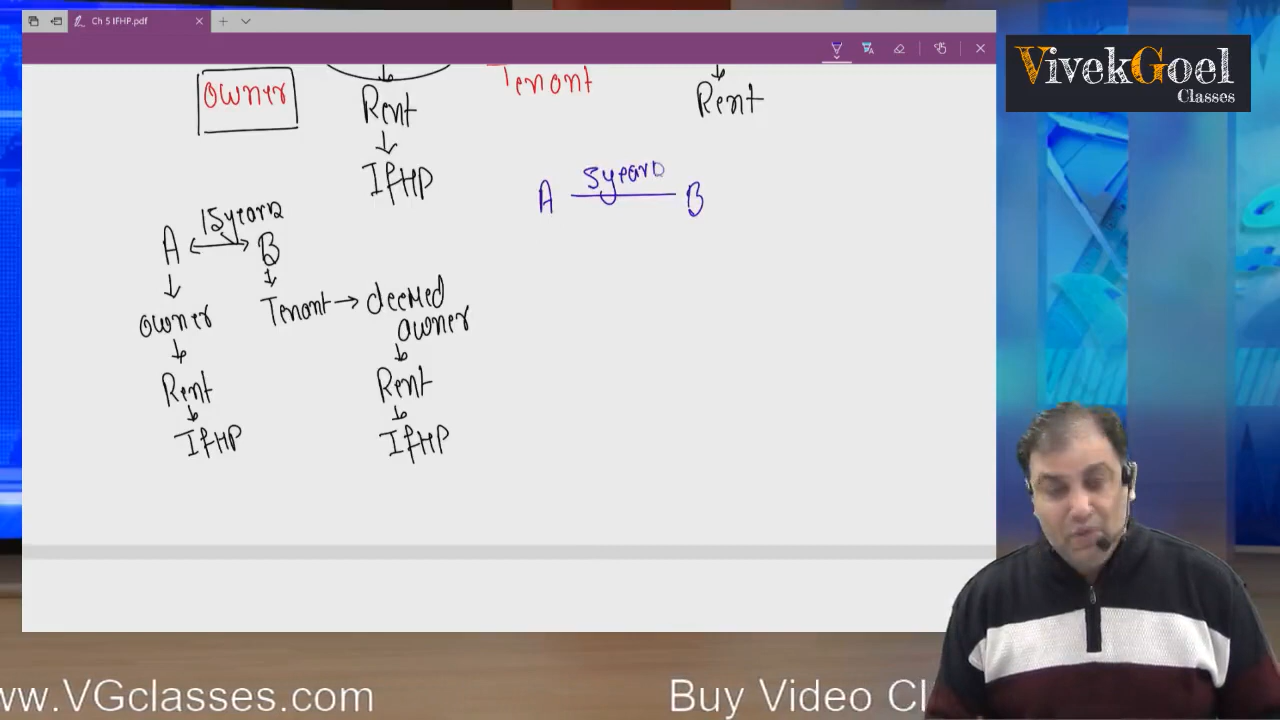 Ch 5 IFHP.pdf
VivekGoel
Classes
Owner
Rent
IfHP
Tenant
Rent
A 5years B
15years
A B
Owner
Rent
IfHP
Tenant → deemed
owner
Rent
IfHP
ww.VGclasses.com
Buy Video Cl